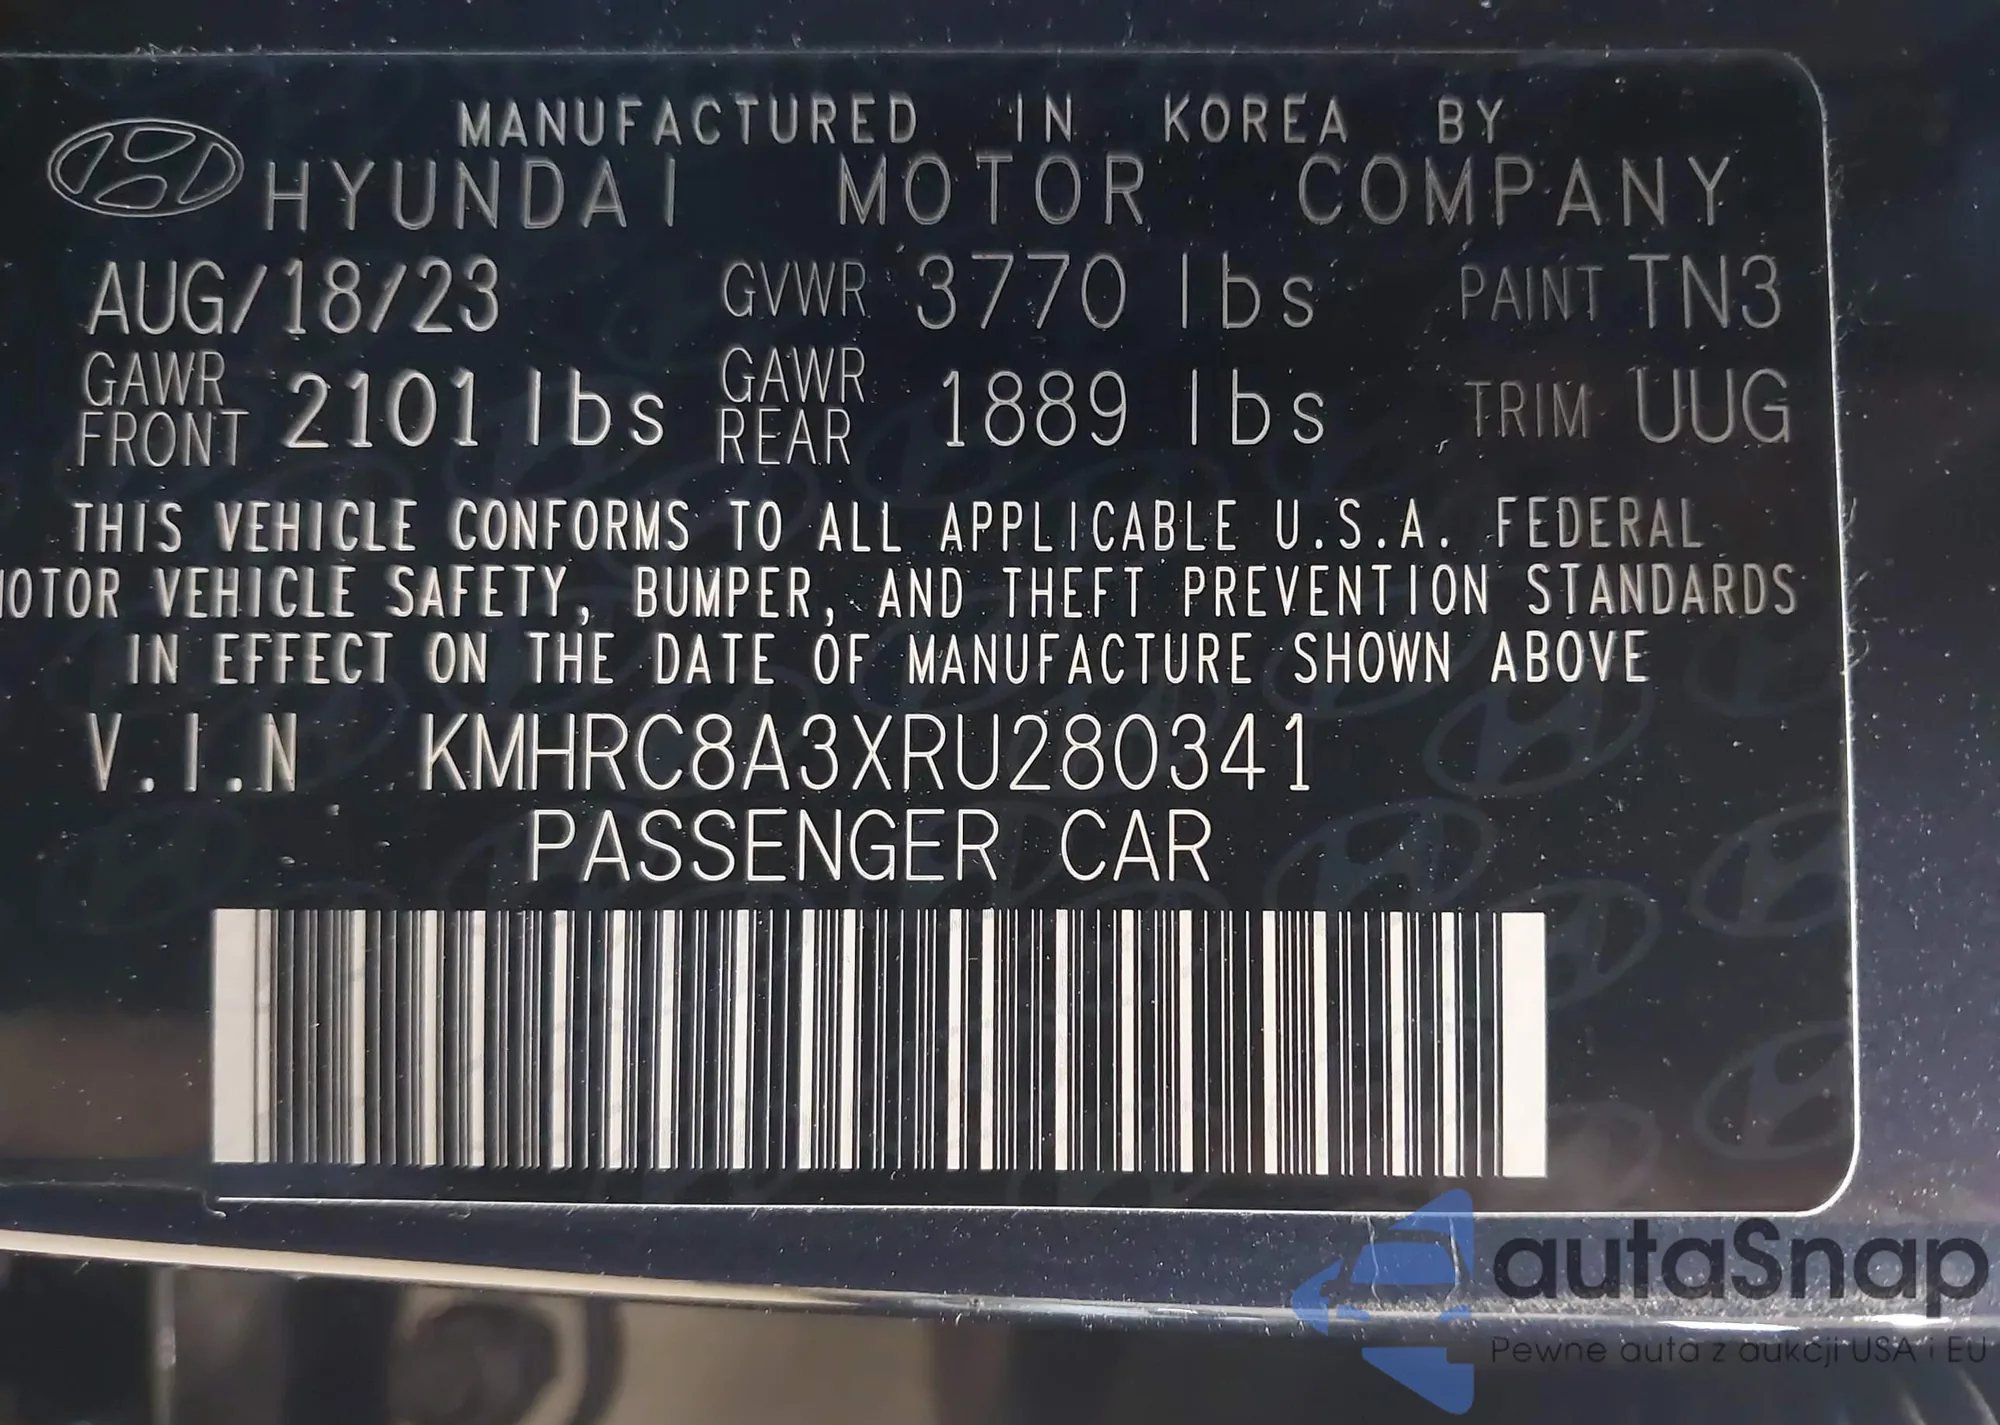 MANUFACTURED IN KOREA BY
HYUNDAI MOTOR COMPANY
AUG/18/23 GVWR 3770 lbs PAINT TN3
GAWR FRONT 2101 lbs GAWR REAR 1889 lbs TRIM UUG
THIS VEHICLE CONFORMS TO ALL APPLICABLE U.S.A. FEDERAL
MOTOR VEHICLE SAFETY, BUMPER, AND THEFT PREVENTION STANDARDS
IN EFFECT ON THE DATE OF MANUFACTURE SHOWN ABOVE
V.I.N KMHRC8A3XRU280341
PASSENGER CAR
autaSnap
Pewne auta z aukcji USA i EU